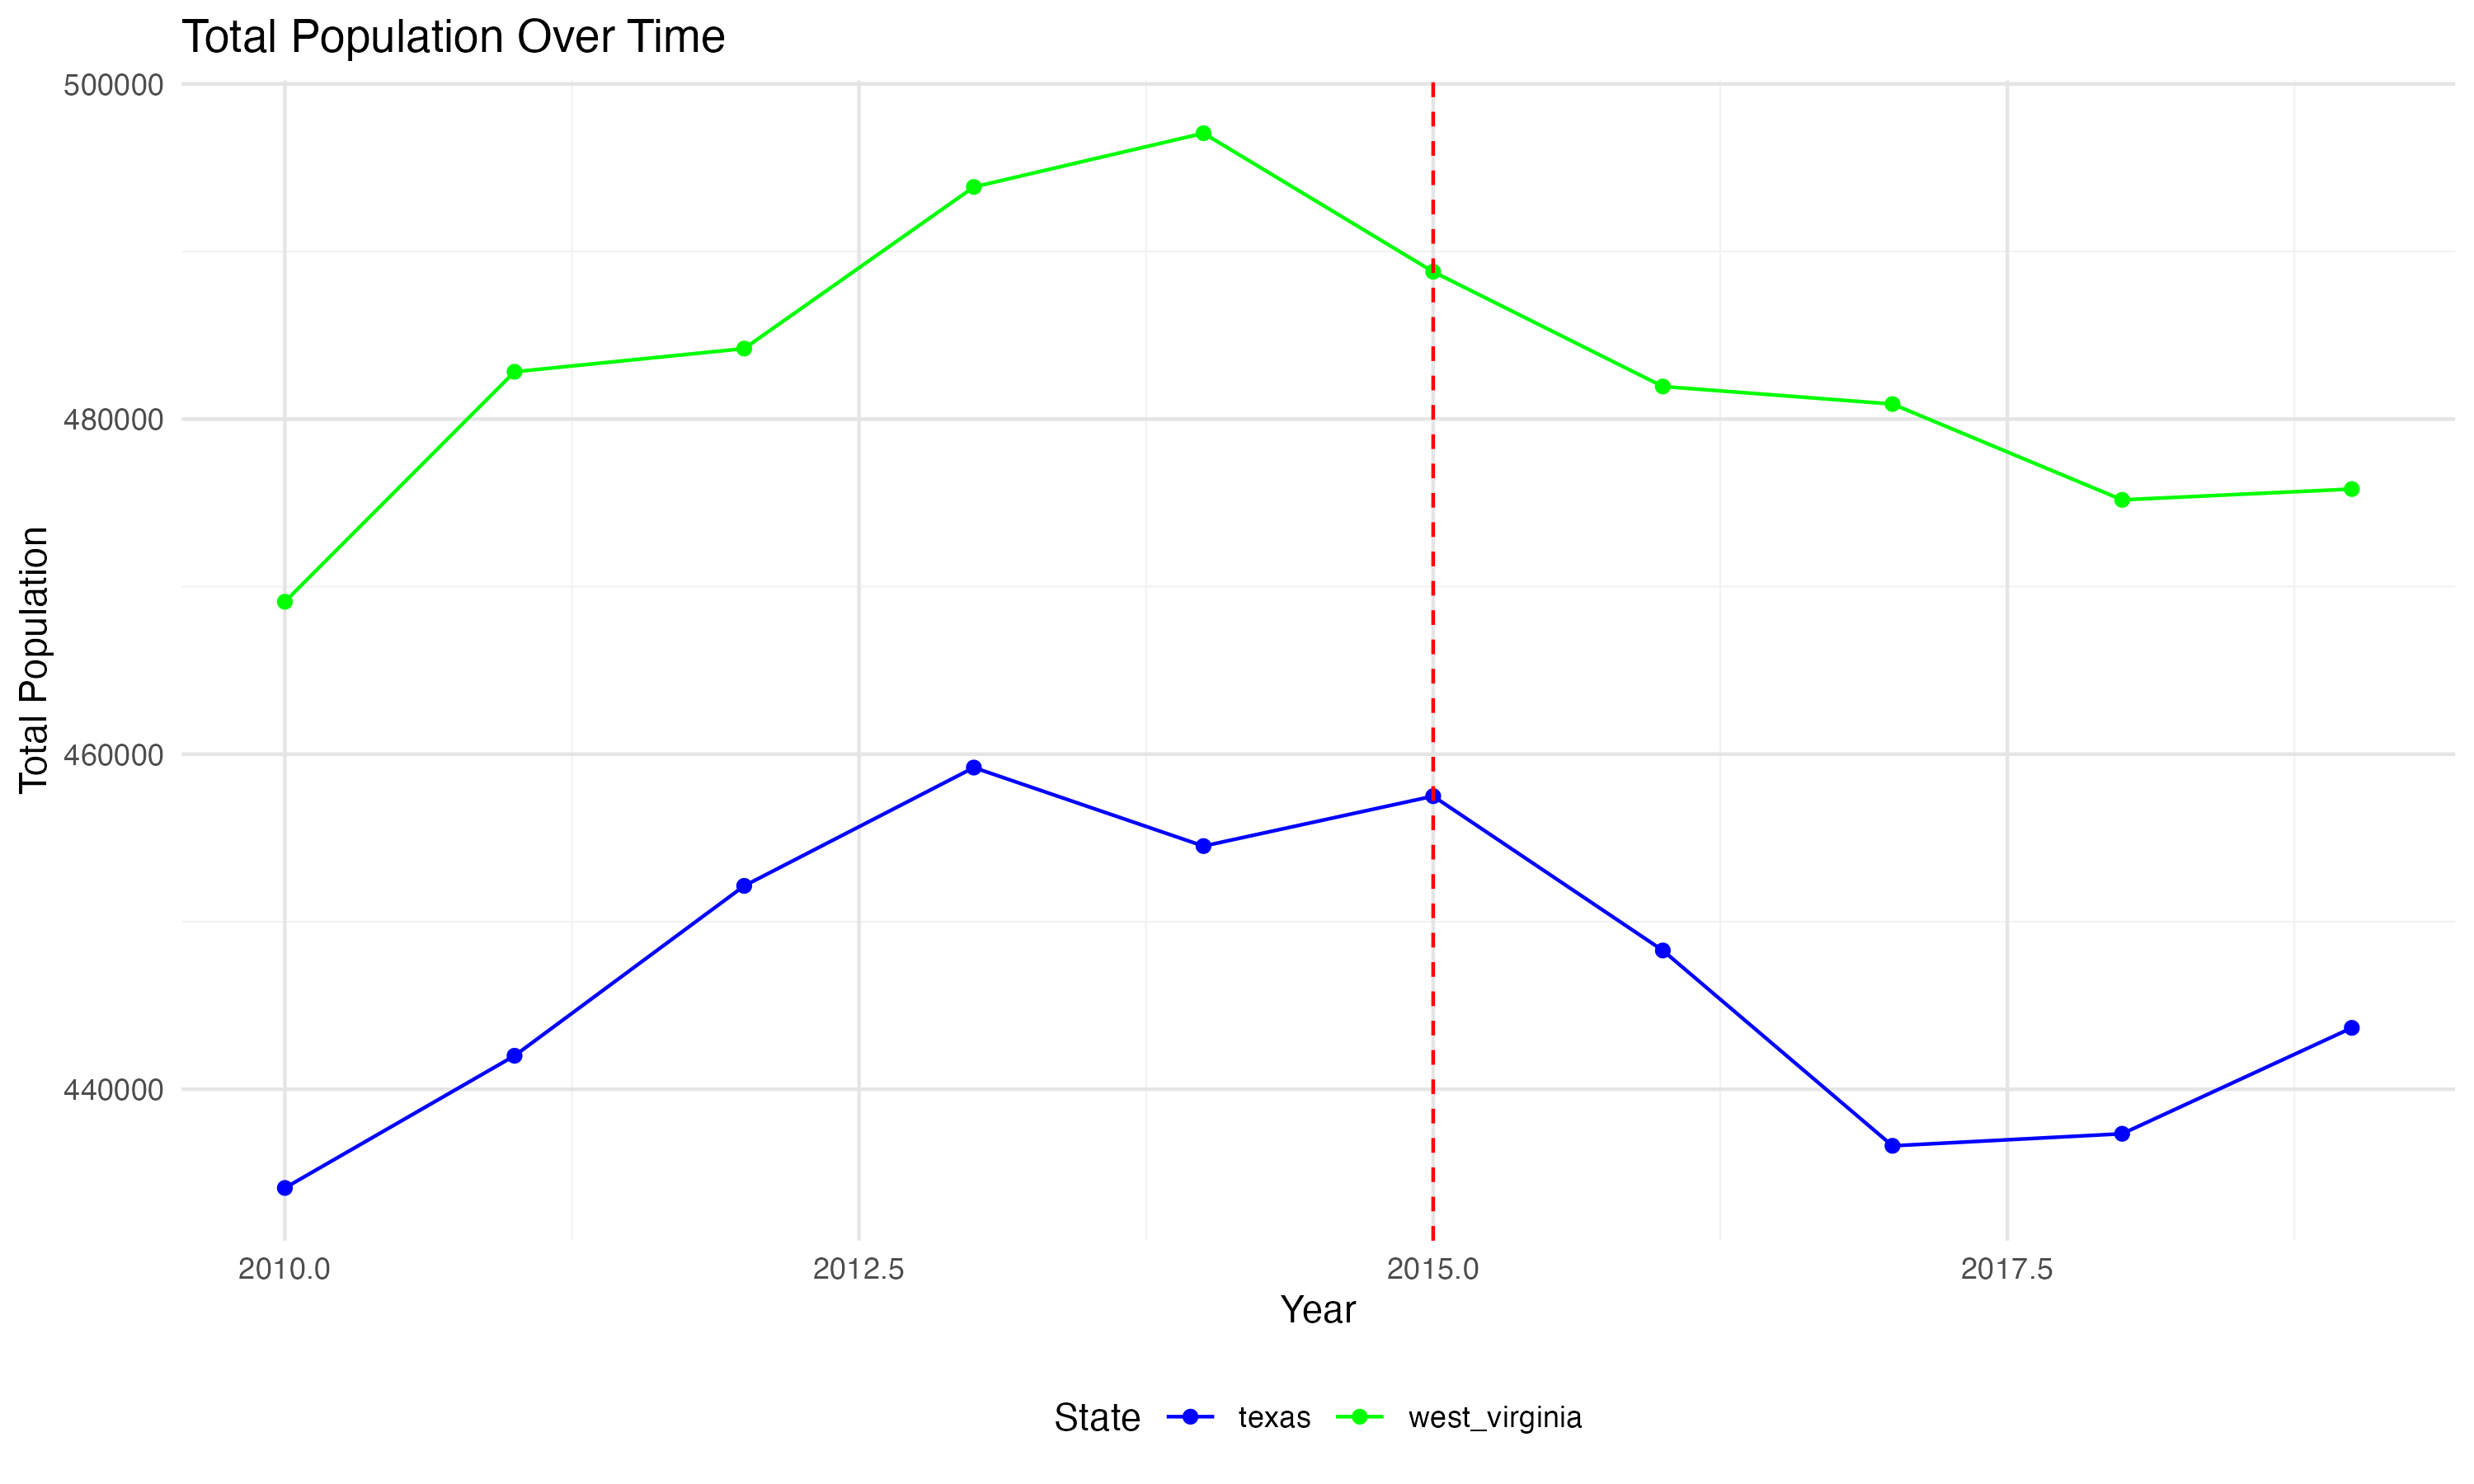 Total Population Over Time
Total Population
500000
480000
460000
440000
2010.0 2012.5 2015.0 2017.5
Year
State texas west_virginia